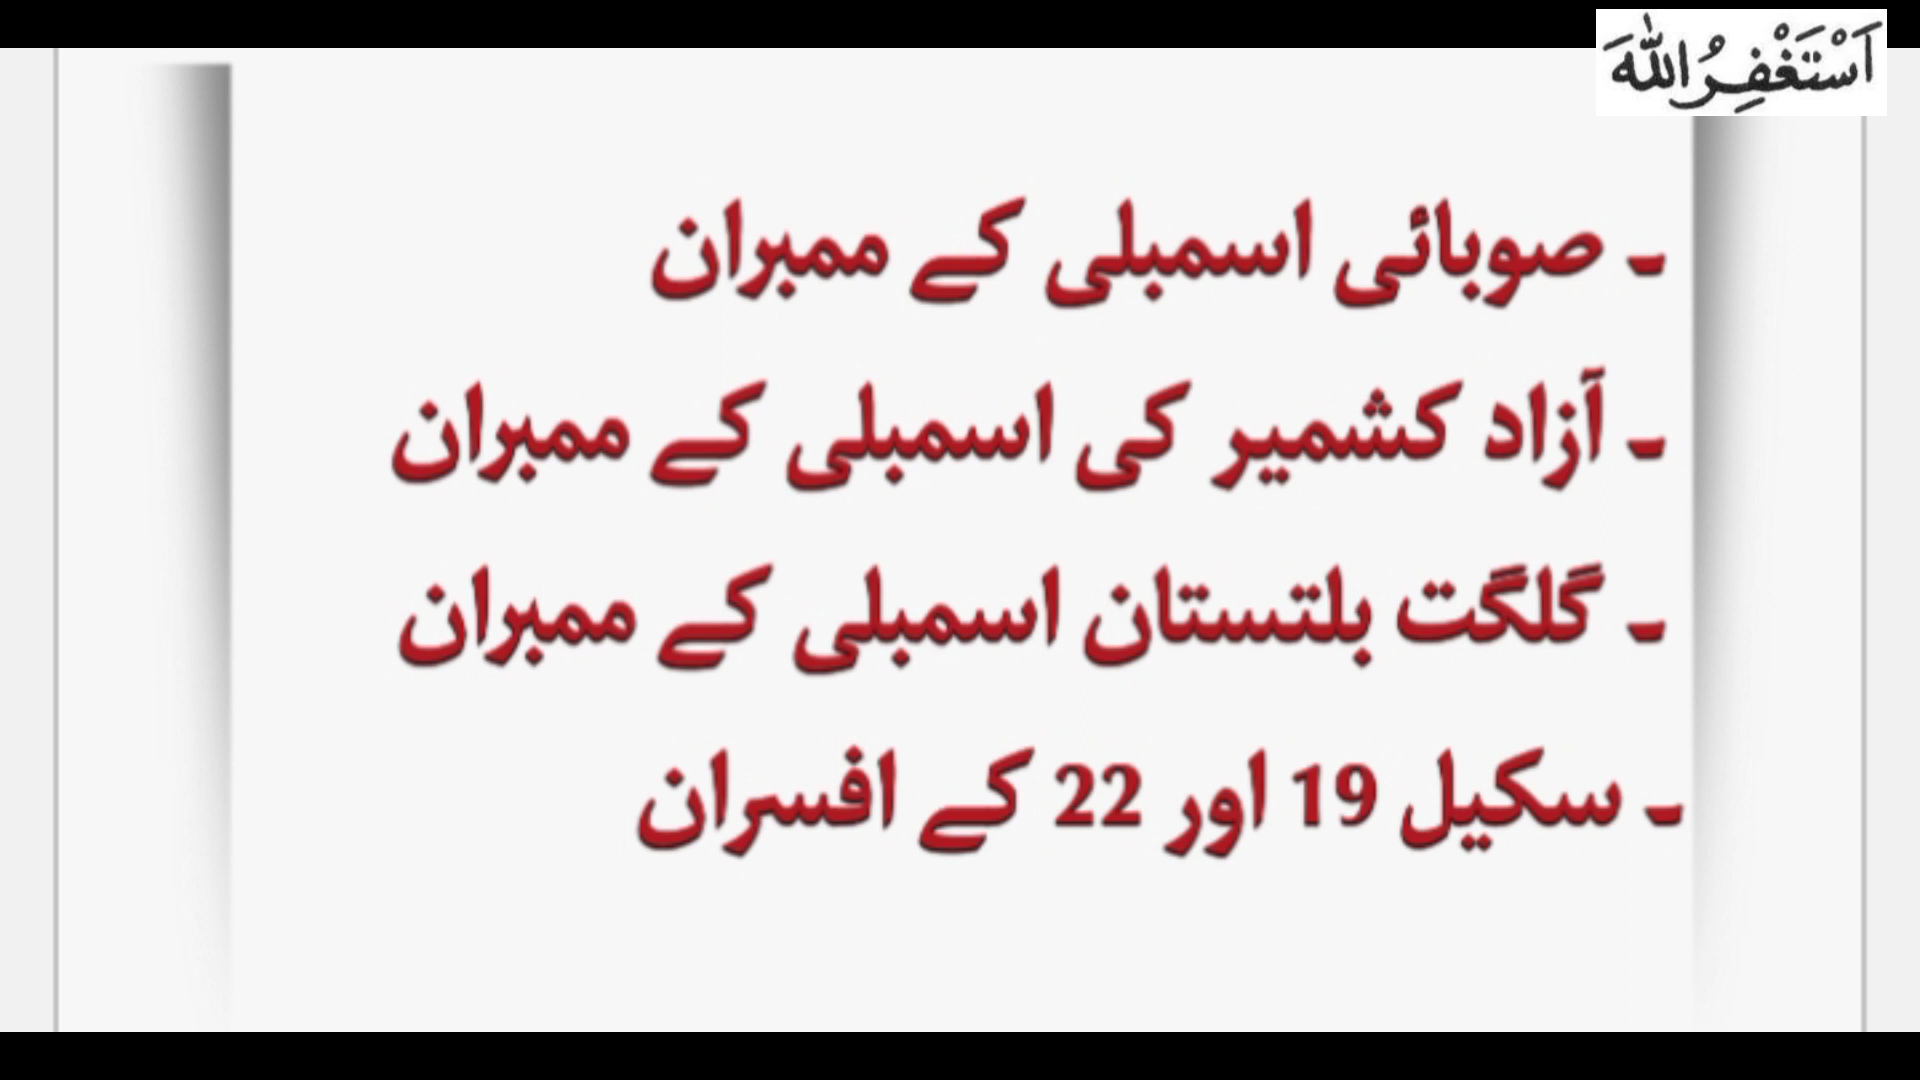 اَسْتَغْفِرُاللّٰهَ
۔ صوبائی اسمبلی کے ممبران
۔ آزاد کشمیر کی اسمبلی کے ممبران
۔ گلگت بلتستان اسمبلی کے ممبران
۔ سکیل 19 اور 22 کے افسران